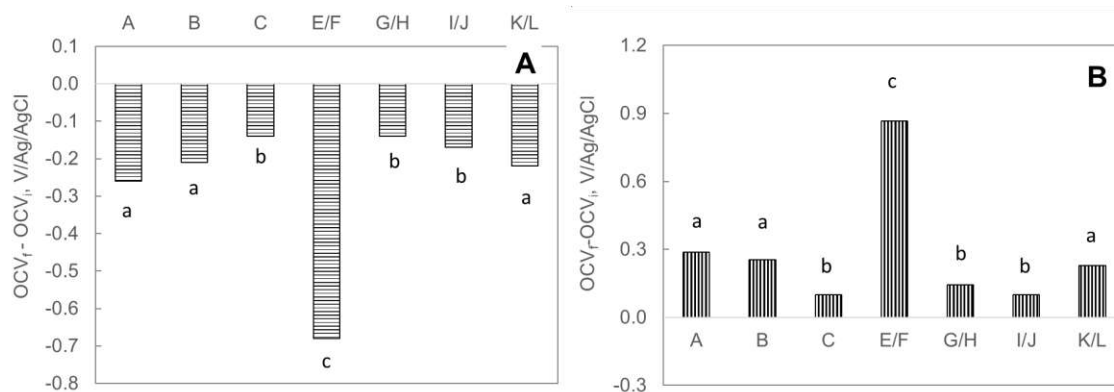 A B C E/F G/H I/J K/L
A
0.1
0.0
-0.1
-0.2
-0.3
-0.4
-0.5
-0.6
-0.7
-0.8
OCVf - OCVi, V/Ag/AgCl
a a b c b b a
B
1.2
0.9
0.6
0.3
0.0
-0.3
OCVf-OCVi, V/Ag/AgCl
a a b c b b a
A B C E/F G/H I/J K/L